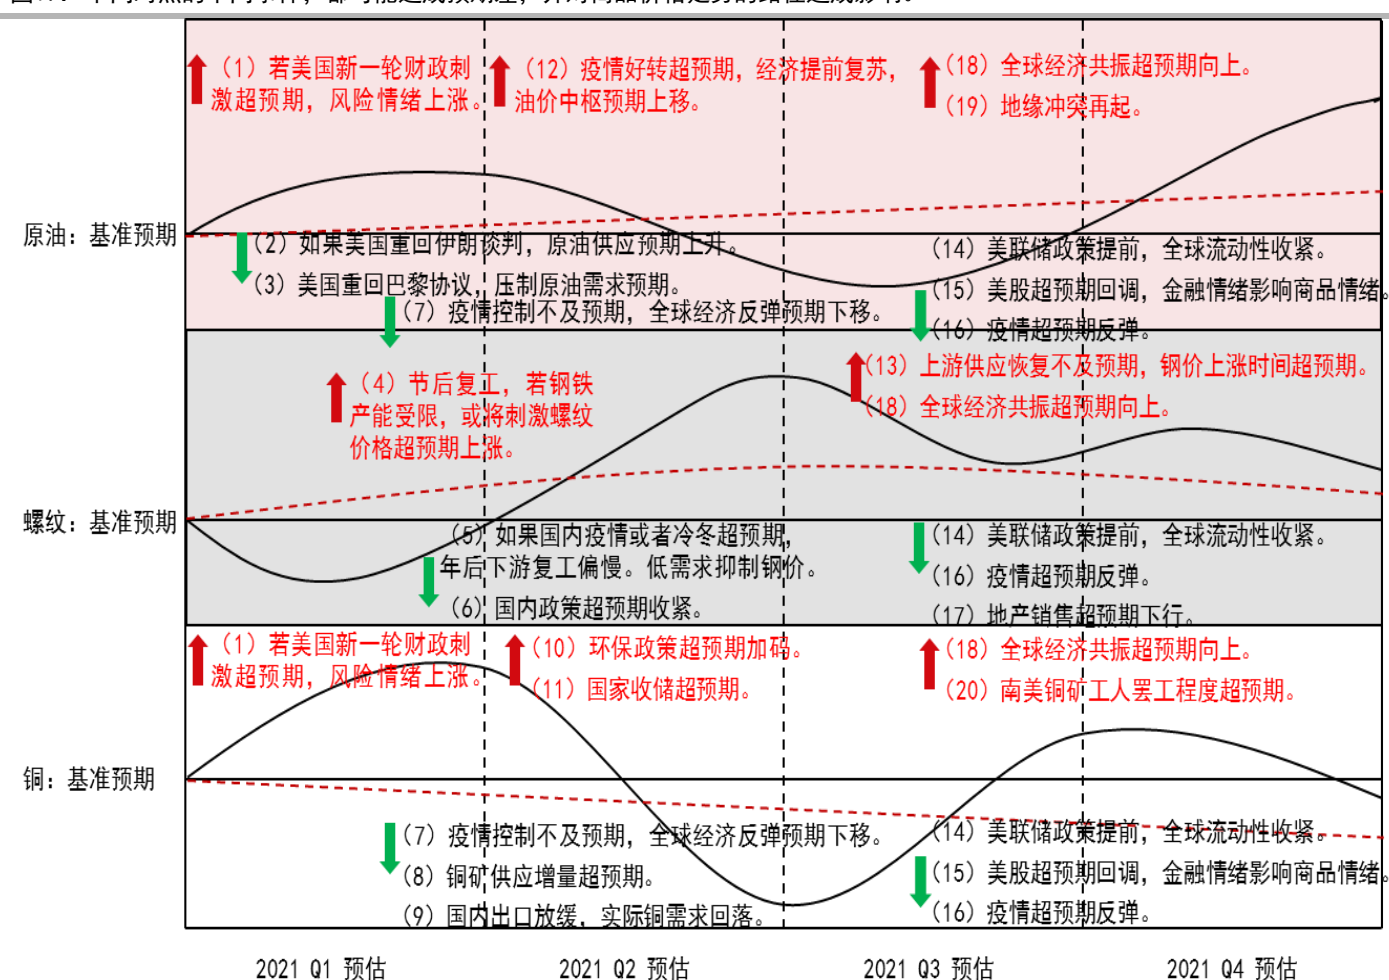 (1) 若美国新一轮财政刺
激超预期，风险情绪上涨。
(12) 疫情好转超预期，经济提前复苏，
油价中枢预期上移。
(18) 全球经济共振超预期向上。
(19) 地缘冲突再起。
原油：基准预期
(2) 如果美国重回伊朗谈判，原油供应预期上升。
(3) 美国重回巴黎协议，压制原油需求预期。
(7) 疫情控制不及预期，全球经济反弹预期下移。
(14) 美联储政策提前，全球流动性收紧。
(15) 美股超预期回调，金融情绪影响商品情绪。
(16) 疫情超预期反弹。
(4) 节后复工，若钢铁
产能受限，或将刺激螺纹
价格超预期上涨。
(13) 上游供应恢复不及预期，钢价上涨时间超预期。
(18) 全球经济共振超预期向上。
螺纹：基准预期
(5) 如果国内疫情或者冷冬超预期，
年后下游复工偏慢。低需求抑制钢价。
(6) 国内政策超预期收紧。
(14) 美联储政策提前，全球流动性收紧。
(16) 疫情超预期反弹。
(17) 地产销售超预期下行。
(1) 若美国新一轮财政刺
激超预期，风险情绪上涨。
(10) 环保政策超预期加码。
(11) 国家收储超预期。
(18) 全球经济共振超预期向上。
(20) 南美铜矿工人罢工程度超预期。
铜：基准预期
(7) 疫情控制不及预期，全球经济反弹预期下移。
(8) 铜矿供应增量超预期。
(9) 国内出口放缓，实际铜需求回落。
(14) 美联储政策提前，全球流动性收紧。
(15) 美股超预期回调，金融情绪影响商品情绪。
(16) 疫情超预期反弹。
2021 Q1 预估
2021 Q2 预估
2021 Q3 预估
2021 Q4 预估